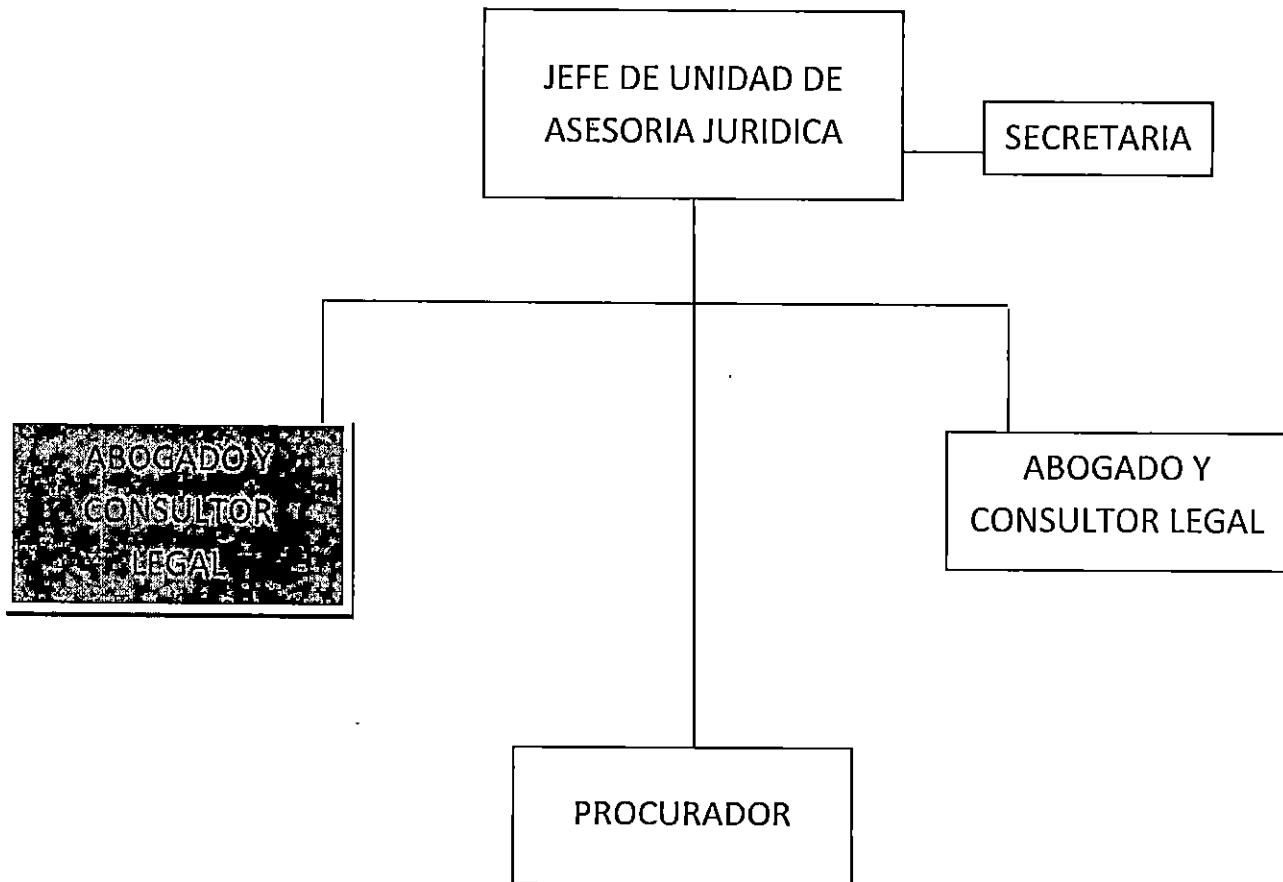 JEFE DE UNIDAD DE
ASESORIA JURIDICA
SECRETARIA
ABOGADO Y
CONSULTOR
LEGAL
ABOGADO Y
CONSULTOR LEGAL
PROCURADOR